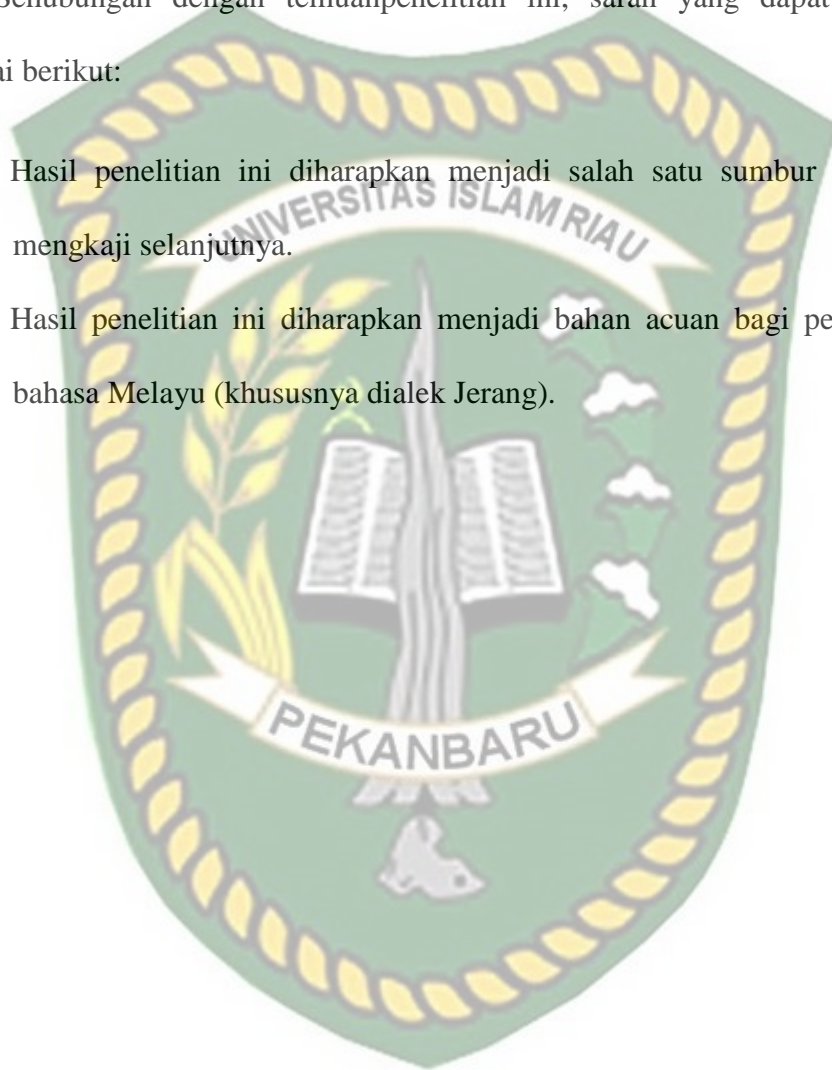 Sehubungan dengan temuanpenelitian ini, saran yang dapat
ai berikut:
Hasil penelitian ini diharapkan menjadi salah satu sumbur
UNIVERSITAS ISLAM RIAU
mengkaji selanjutnya.
Hasil penelitian ini diharapkan menjadi bahan acuan bagi pe
bahasa Melayu (khususnya dialek Jerang).
PEKANBARU